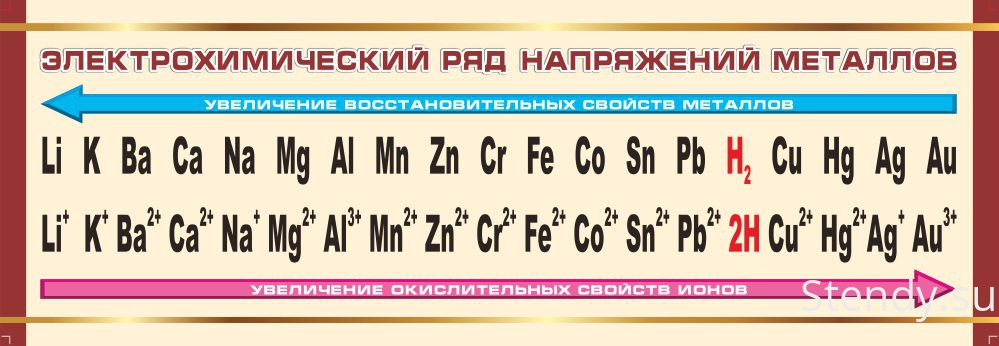 ЭЛЕКТРОХИМИЧЕСКИЙ РЯД НАПРЯЖЕНИЙ МЕТАЛЛОВ
УВЕЛИЧЕНИЕ ВОССТАНОВИТЕЛЬНЫХ СВОЙСТВ МЕТАЛЛОВ
Li K Ba Ca Na Mg Al Mn Zn Cr Fe Co Sn Pb H₂ Cu Hg Ag Au
Li⁺ K⁺ Ba²⁺ Ca²⁺ Na⁺ Mg²⁺ Al³⁺ Mn²⁺ Zn²⁺ Cr²⁺ Fe²⁺ Co²⁺ Sn²⁺ Pb²⁺ 2H Cu²⁺ Hg²⁺ Ag⁺ Au³⁺
УВЕЛИЧЕНИЕ ОКИСЛИТЕЛЬНЫХ СВОЙСТВ ИОНОВ
Stendy.su